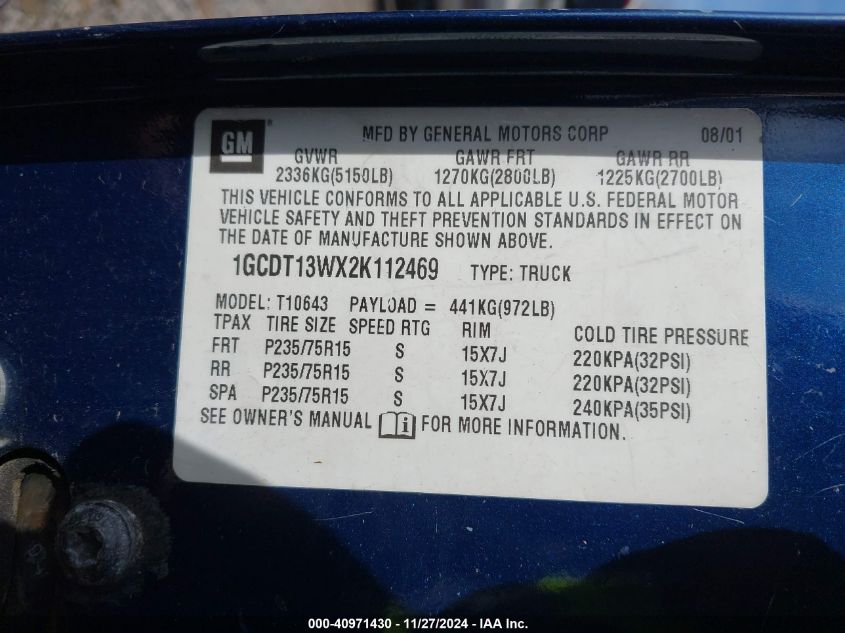 GM ®
MFD BY GENERAL MOTORS CORP 08/01
GVWR GAWR FRT GAWR RR
2336KG(5150LB) 1270KG(2800LB) 1225KG(2700LB)
THIS VEHICLE CONFORMS TO ALL APPLICABLE U.S. FEDERAL MOTOR
VEHICLE SAFETY AND THEFT PREVENTION STANDARDS IN EFFECT ON
THE DATE OF MANUFACTURE SHOWN ABOVE.
1GCDT13WX2K112469 TYPE: TRUCK
MODEL: T10643 PAYLOAD = 441KG(972LB)
TPAX TIRE SIZE SPEED RTG RIM COLD TIRE PRESSURE
FRT P235/75R15 S 15X7J 220KPA(32PSI)
RR P235/75R15 S 15X7J 220KPA(32PSI)
SPA P235/75R15 S 15X7J 240KPA(35PSI)
SEE OWNER'S MANUAL i FOR MORE INFORMATION.
000-40971430 - 11/27/2024 - IAA Inc.